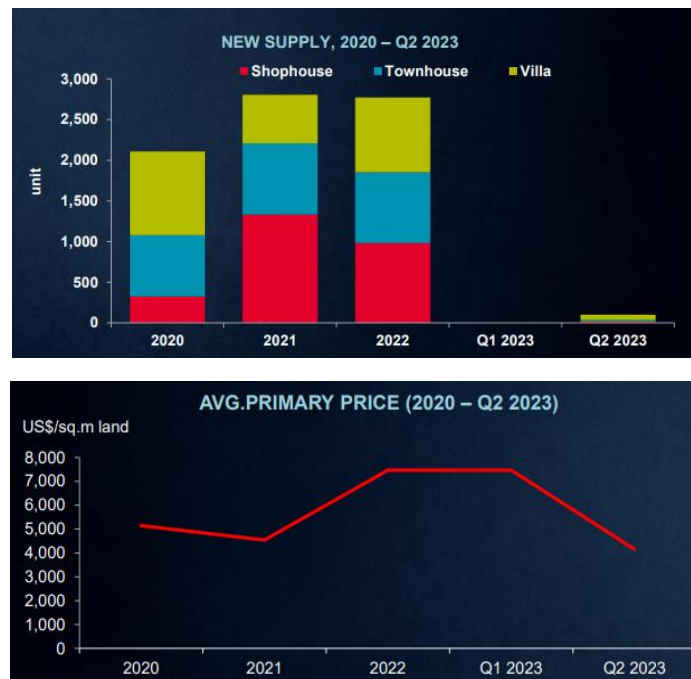 NEW SUPPLY, 2020 – Q2 2023
Shophouse Townhouse Villa
3,000
2,500
2,000
1,500
1,000
500
0
unit
2020 2021 2022 Q1 2023 Q2 2023
AVG.PRIMARY PRICE (2020 – Q2 2023)
US$/sq.m land
8,000
7,000
6,000
5,000
4,000
3,000
2,000
1,000
0
2020 2021 2022 Q1 2023 Q2 2023